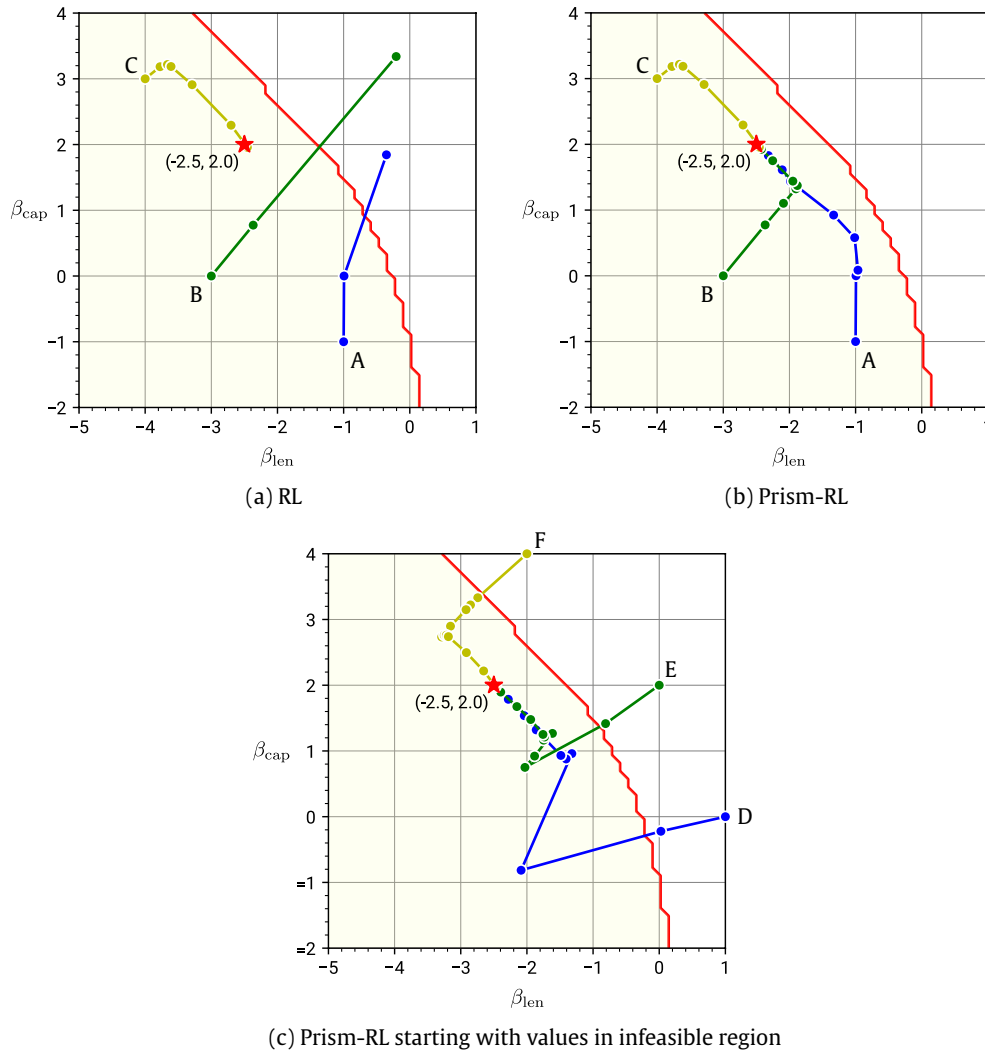 4
3
2
1
0
−1
−2
β_cap
C
B
A
(-2.5, 2.0)
−5 −4 −3 −2 −1 0 1
β_len
(a) RL
4
3
2
1
0
−1
−2
β_cap
C
B
A
(-2.5, 2.0)
−5 −4 −3 −2 −1 0 1
β_len
(b) Prism-RL
4
3
2
1
0
=1
=2
β_cap
F
E
D
(-2.5, 2.0)
−5 −4 −3 −2 −1 0 1
β_len
(c) Prism-RL starting with values in infeasible region